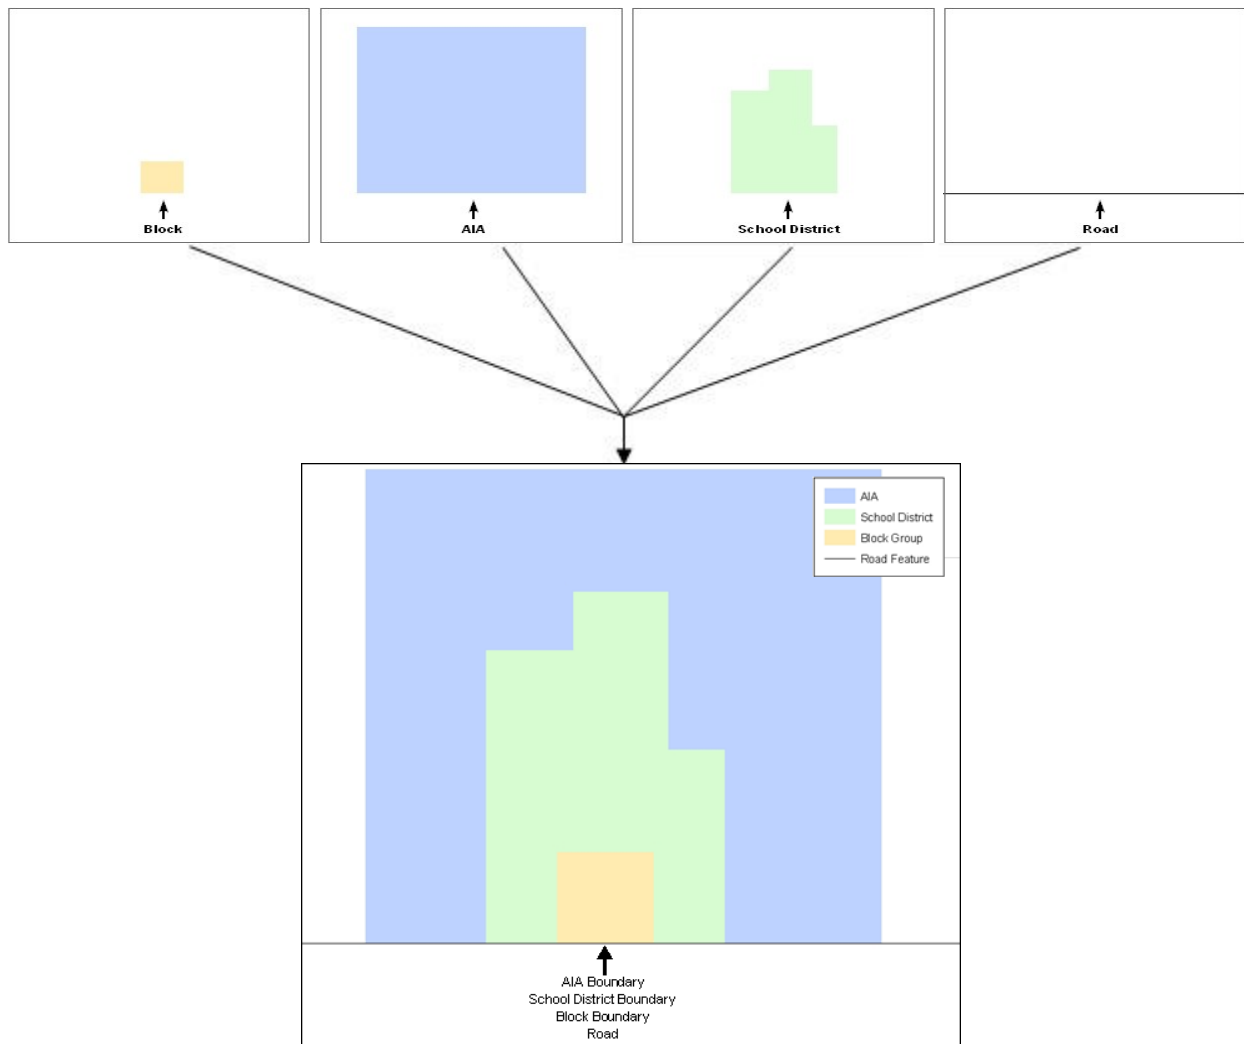 Block
AIA
School District
Road
AIA
School District
Block Group
Road Feature
AIA Boundary
School District Boundary
Block Boundary
Road